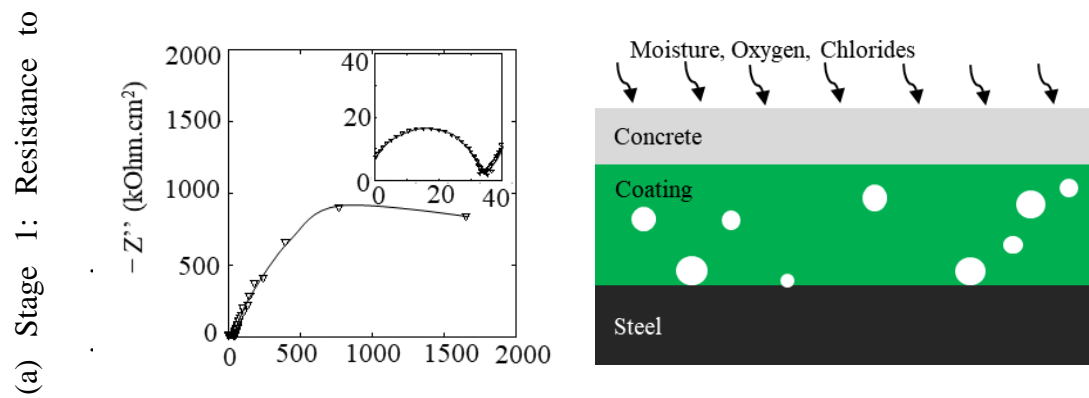 (a) Stage 1: Resistance to
− Z’’ (kOhm.cm²)
2000
1500
1000
500
0
0
500
1000
1500
2000
40
20
0
0
20
40
Moisture, Oxygen, Chlorides
Concrete
Coating
Steel